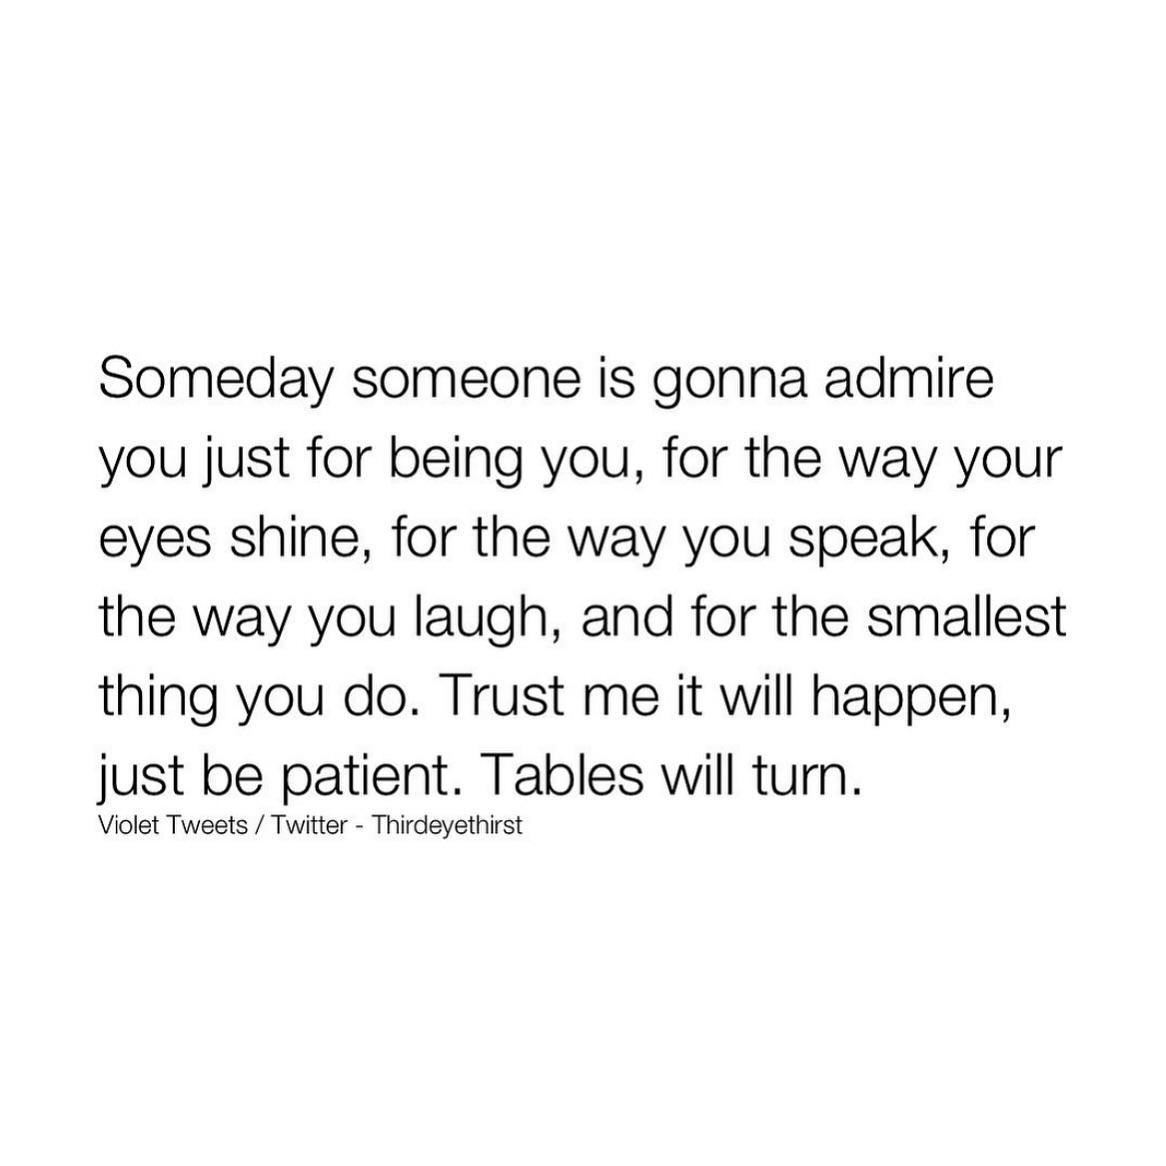 Someday someone is gonna admire
you just for being you, for the way your
eyes shine, for the way you speak, for
the way you laugh, and for the smallest
thing you do. Trust me it will happen,
just be patient. Tables will turn.
Violet Tweets / Twitter - Thirdeyethirst